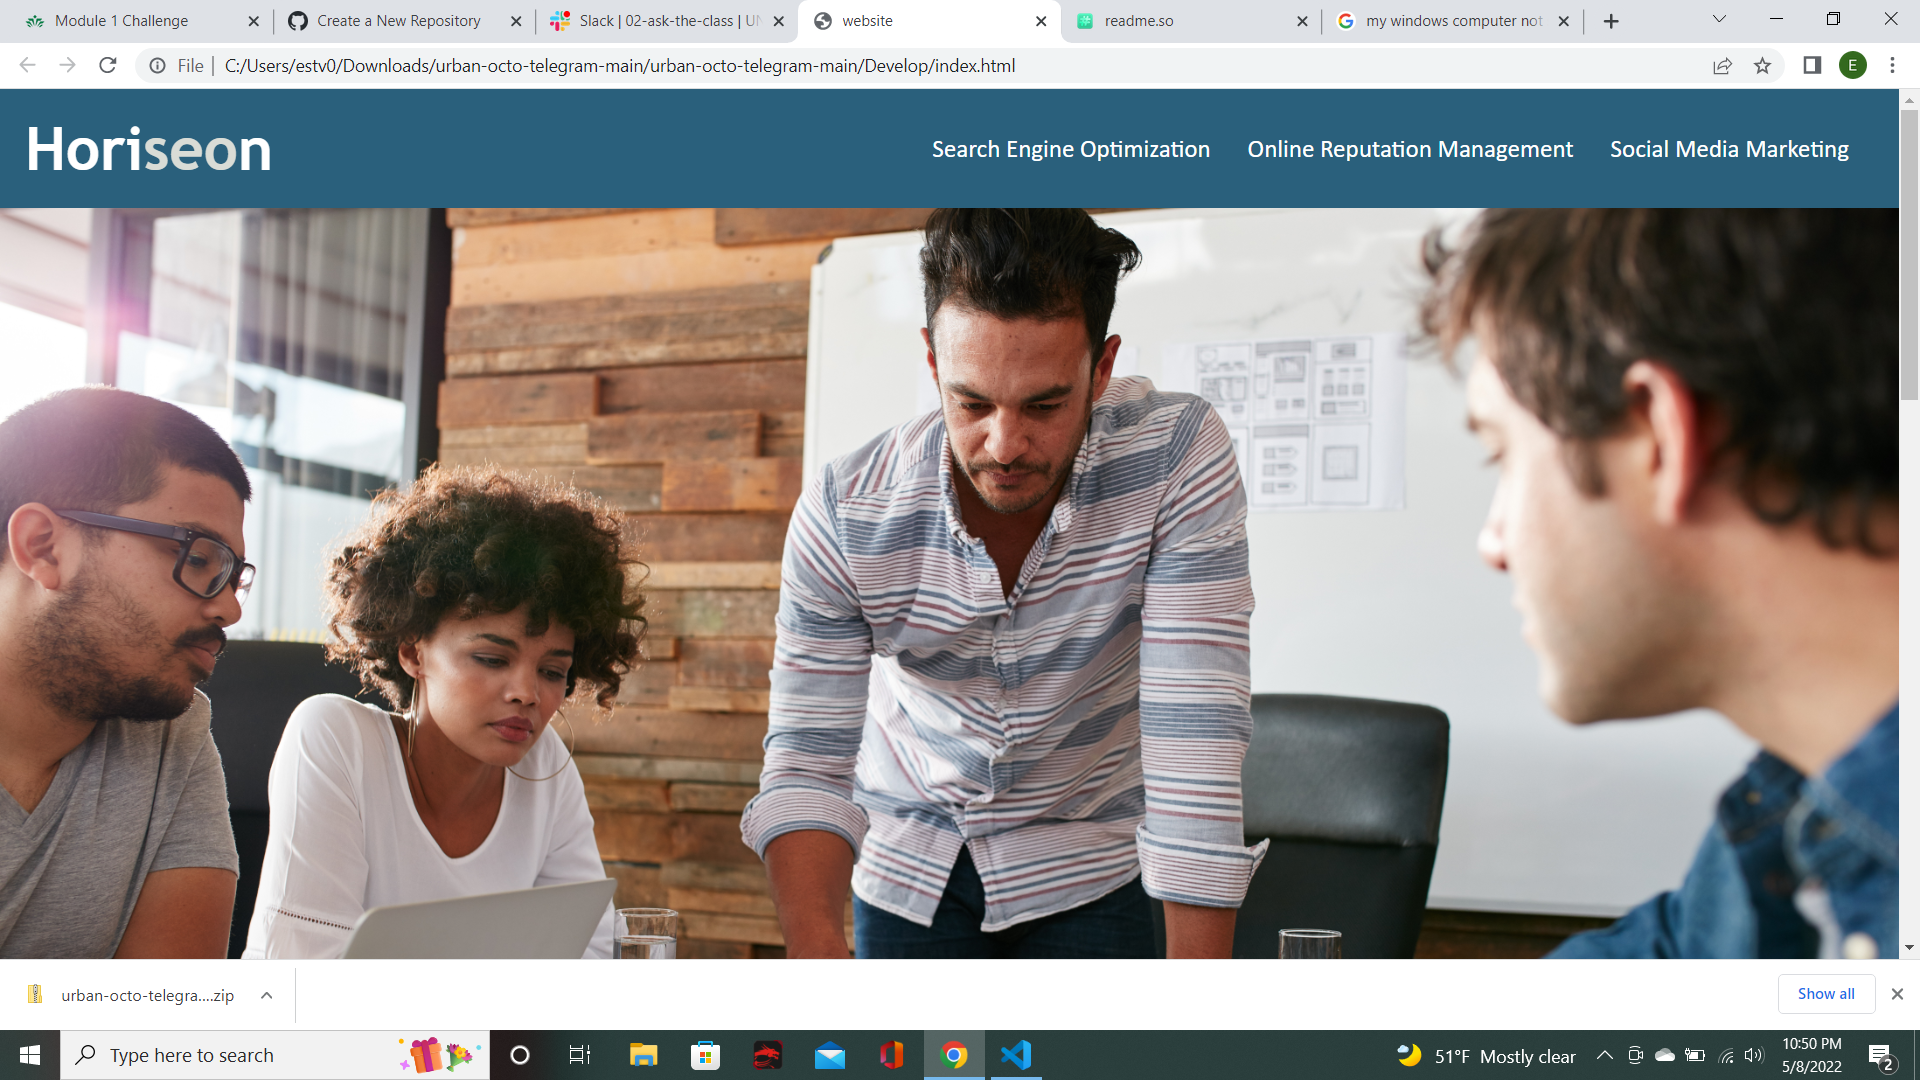 Module 1 Challenge
Create a New Repository
Slack | 02-ask-the-class | UN
website
readme.so
my windows computer not
File
C:/Users/estv0/Downloads/urban-octo-telegram-main/urban-octo-telegram-main/Develop/index.html
E
Horiseon
Search Engine Optimization
Online Reputation Management
Social Media Marketing
urban-octo-telegra....zip
Show all
Type here to search
51°F Mostly clear
10:50 PM
5/8/2022
2